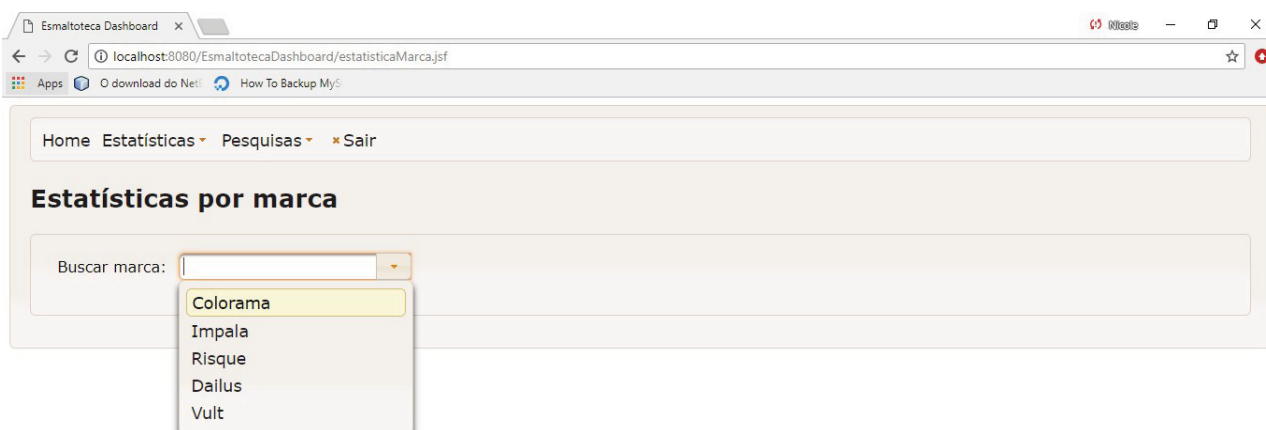 Esmaltoteca Dashboard
Nicole
localhost:8080/EsmaltotecaDashboard/estatisticaMarca.jsf
Apps O download do Net How To Backup MyS
Home Estatísticas Pesquisas Sair
Estatísticas por marca
Buscar marca:
Colorama
Impala
Risque
Dailus
Vult